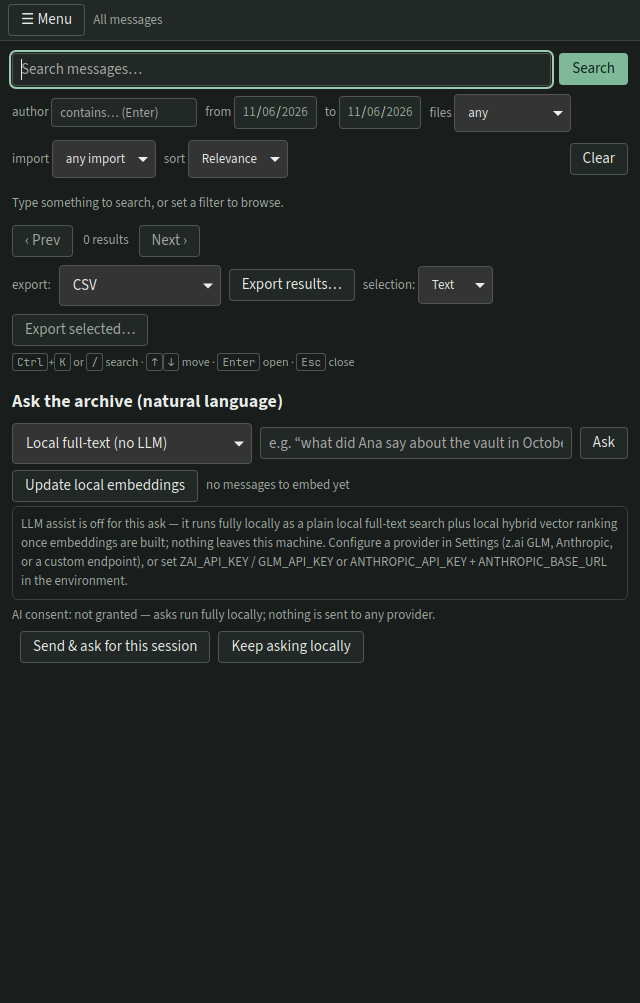 ☰ Menu All messages
Search messages… Search
author contains… (Enter) from 11/06/2026 to 11/06/2026 files any
import any import sort Relevance Clear
Type something to search, or set a filter to browse.
‹ Prev 0 results Next ›
export: CSV Export results… selection: Text
Export selected…
Ctrl+K or / search · ↑ ↓ move · Enter open · Esc close
Ask the archive (natural language)
Local full-text (no LLM) e.g. “what did Ana say about the vault in Octobe Ask
Update local embeddings no messages to embed yet
LLM assist is off for this ask — it runs fully locally as a plain local full-text search plus local hybrid vector ranking
once embeddings are built; nothing leaves this machine. Configure a provider in Settings (z.ai GLM, Anthropic,
or a custom endpoint), or set ZAI_API_KEY / GLM_API_KEY or ANTHROPIC_API_KEY + ANTHROPIC_BASE_URL
in the environment.
AI consent: not granted — asks run fully locally; nothing is sent to any provider.
Send & ask for this session Keep asking locally